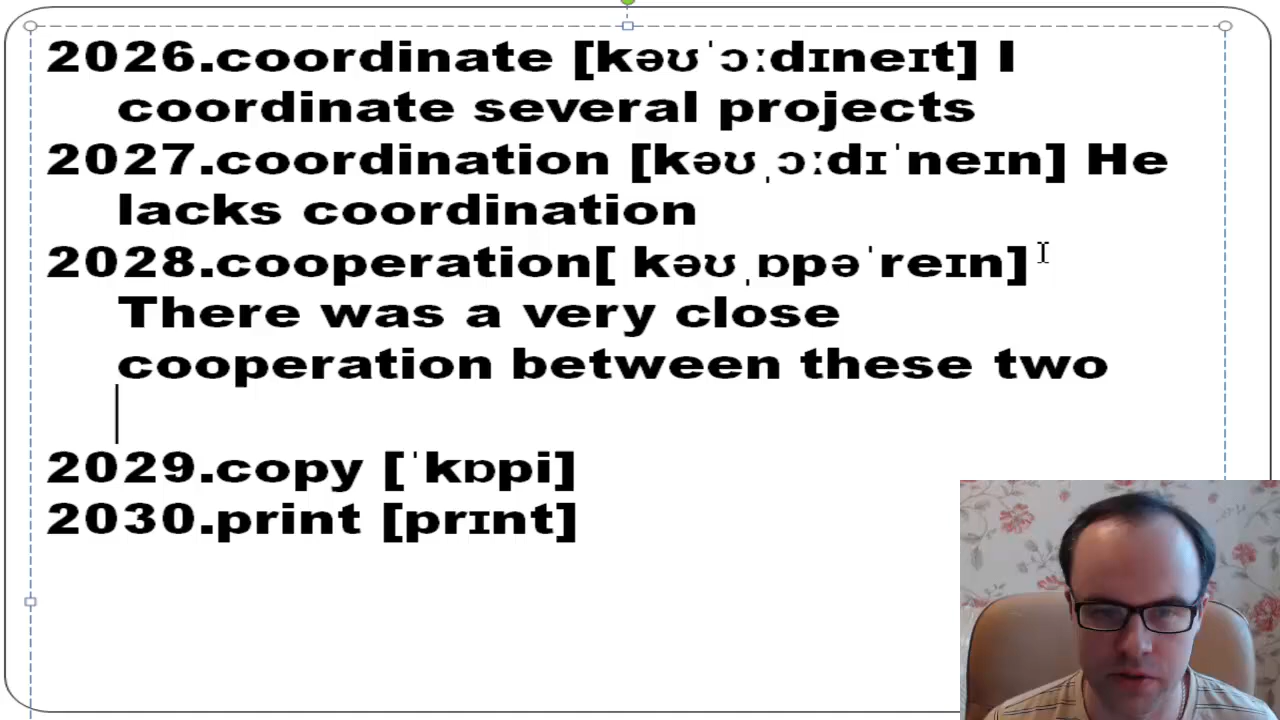 2026.coordinate [kəʊˈɔːdɪneɪt] I
coordinate several projects
2027.coordination [kəʊˌɔːdɪˈneɪn] He
lacks coordination
2028.cooperation[ kəʊˌɒpəˈreɪn]
There was a very close
cooperation between these two
2029.copy [ˈkɒpi]
2030.print [prɪnt]